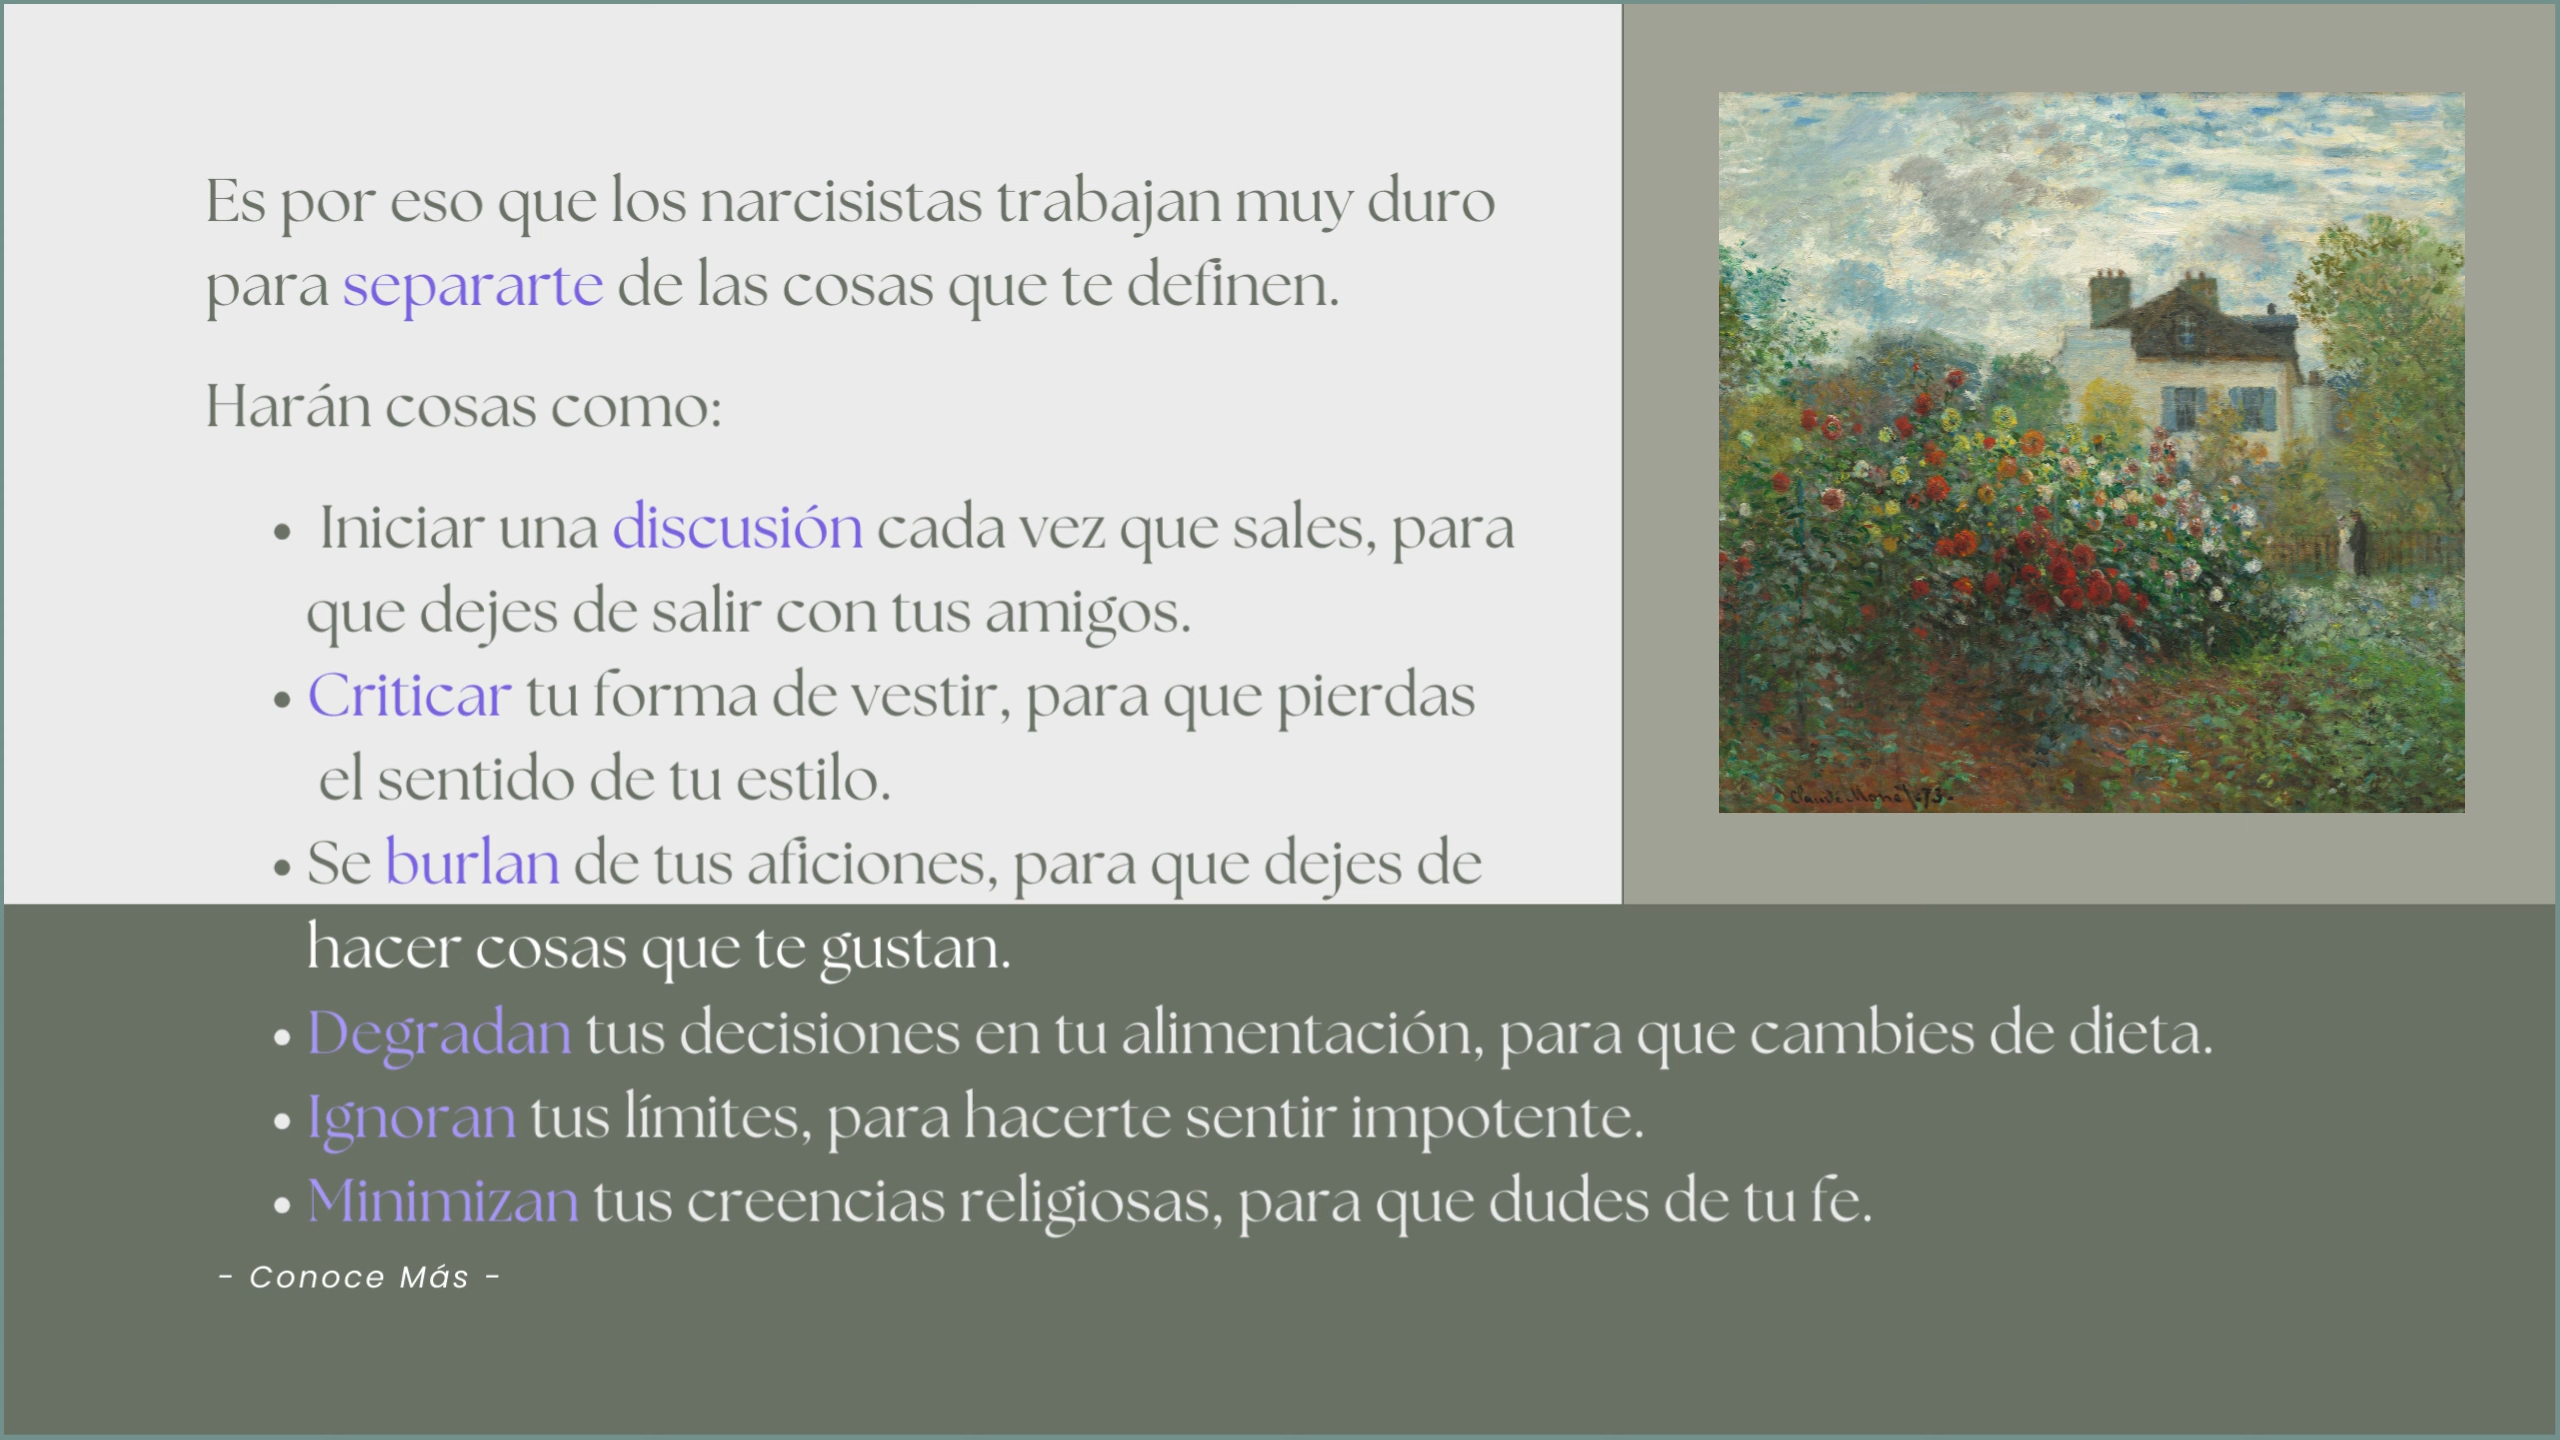 Es por eso que los narcisistas trabajan muy duro
para separarte de las cosas que te definen.
Harán cosas como:
• Iniciar una discusión cada vez que sales, para
que dejes de salir con tus amigos.
• Criticar tu forma de vestir, para que pierdas
el sentido de tu estilo.
• Se burlan de tus aficiones, para que dejes de
hacer cosas que te gustan.
• Degradan tus decisiones en tu alimentación, para que cambies de dieta.
• Ignoran tus límites, para hacerte sentir impotente.
• Minimizan tus creencias religiosas, para que dudes de tu fe.
- Conoce Más -
Claude Monet 73